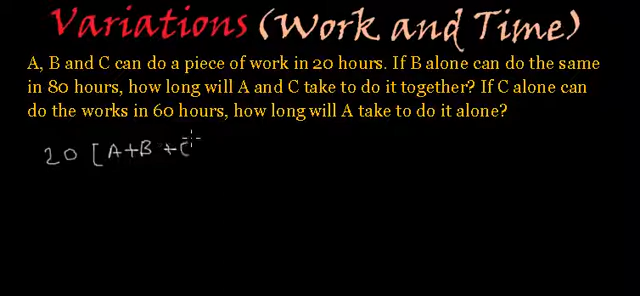 Variations (Work and Time)
A, B and C can do a piece of work in 20 hours. If B alone can do the same
in 80 hours, how long will A and C take to do it together? If C alone can
do the works in 60 hours, how long will A take to do it alone?
20 [A+B +C